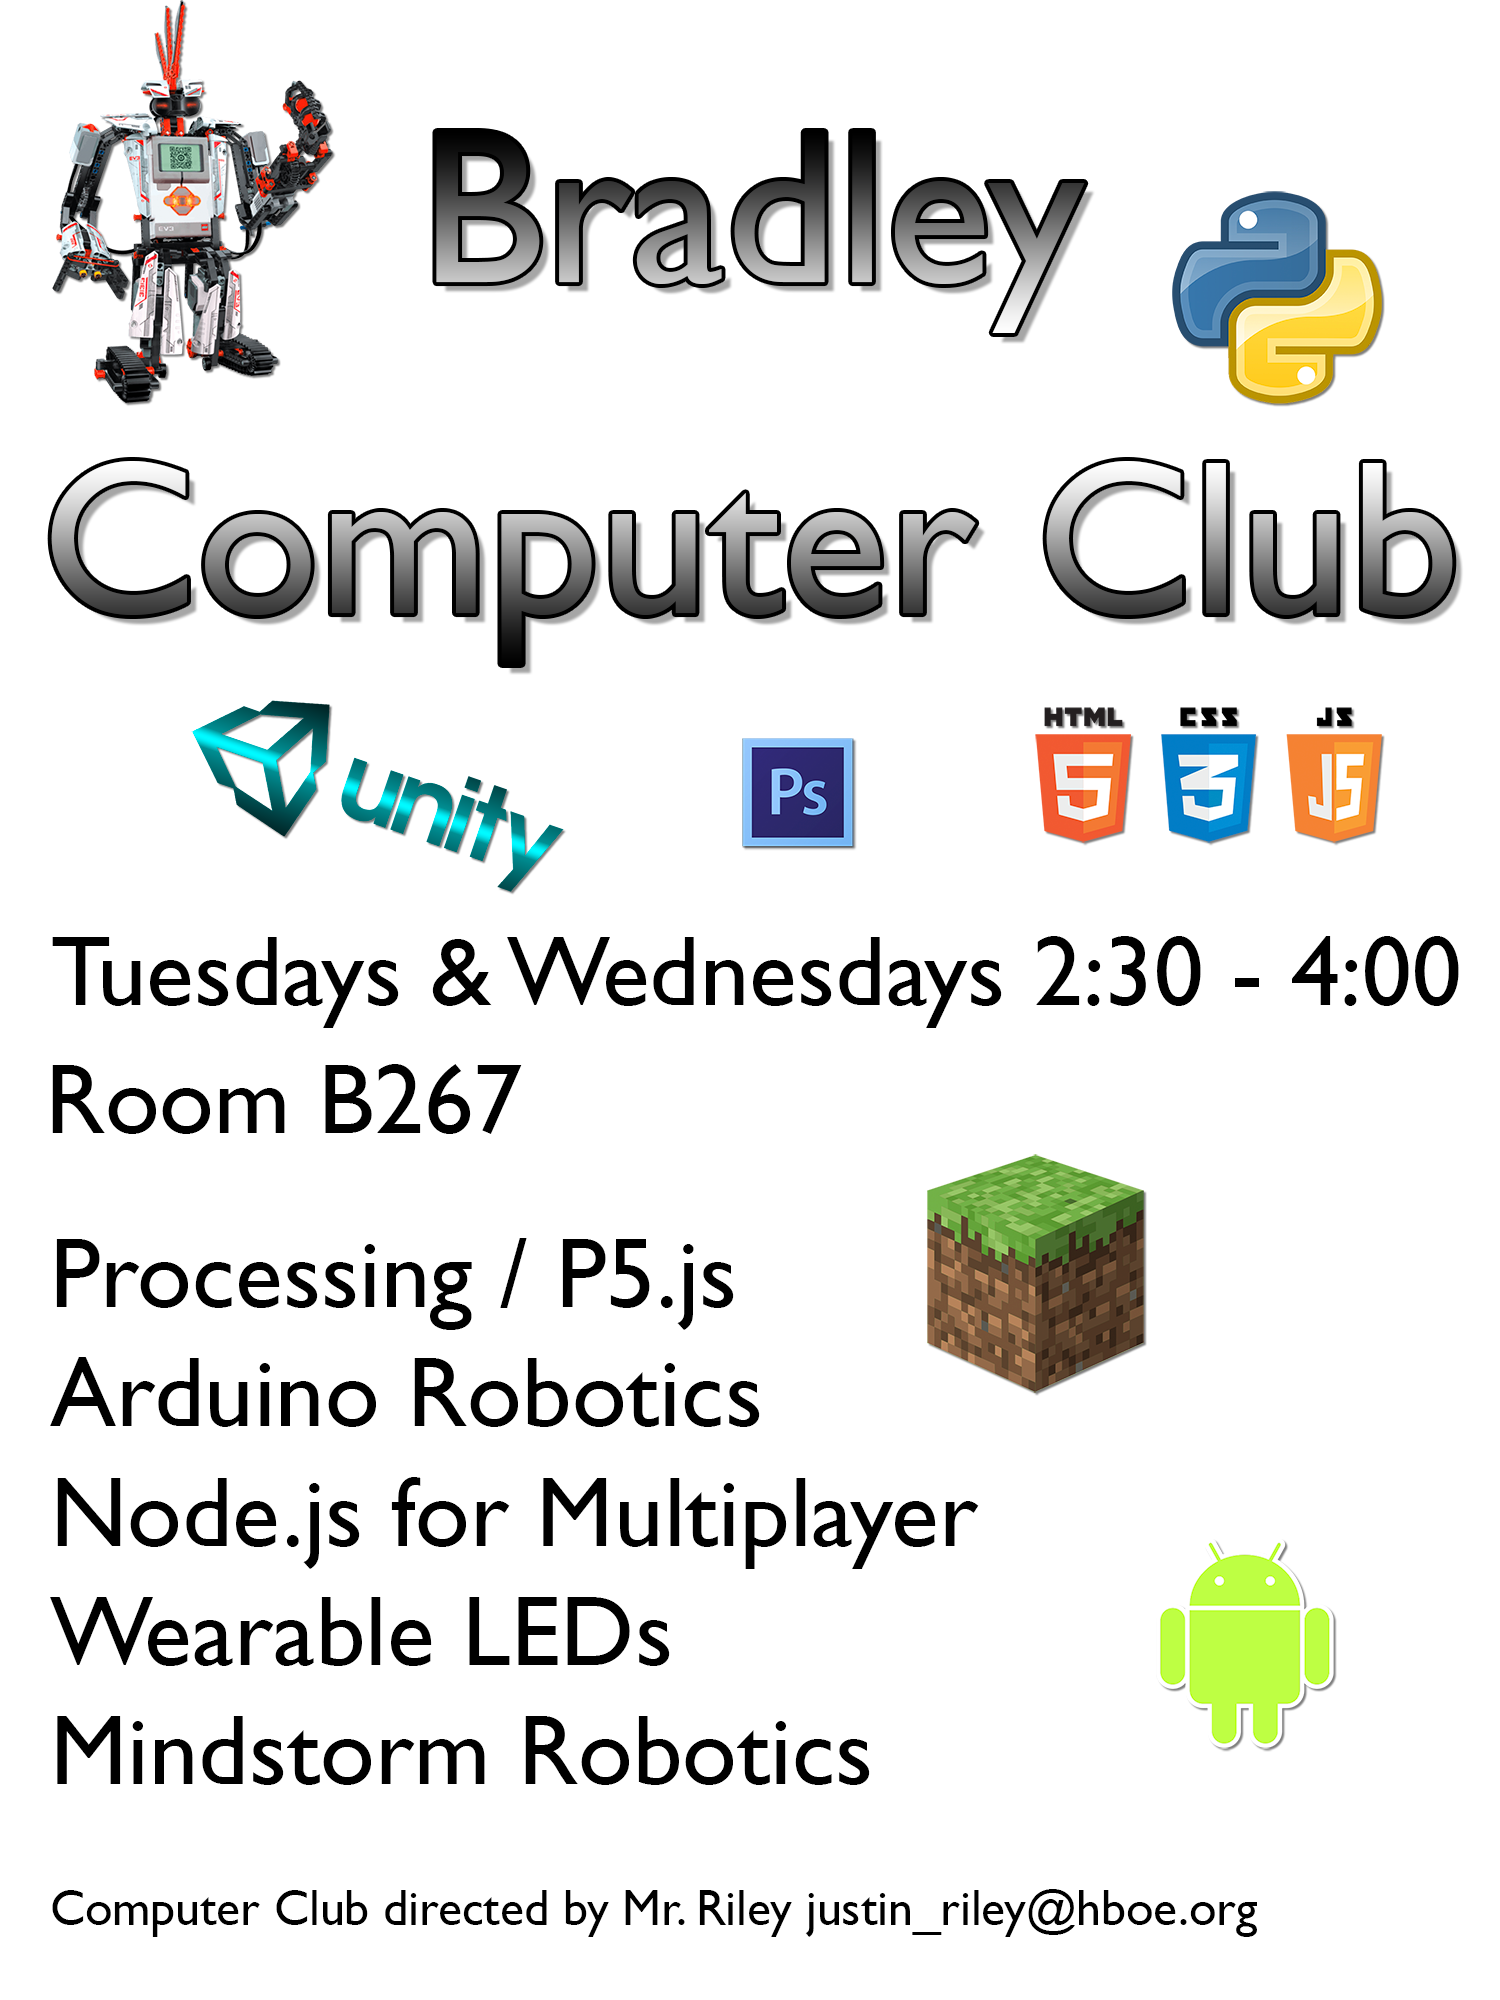 Bradley
Computer Club
unity
Ps
HTML CSS JS
5 3 JS
Tuesdays & Wednesdays 2:30 - 4:00
Room B267
Processing / P5.js
Arduino Robotics
Node.js for Multiplayer
Wearable LEDs
Mindstorm Robotics
Computer Club directed by Mr. Riley justin_riley@hboe.org